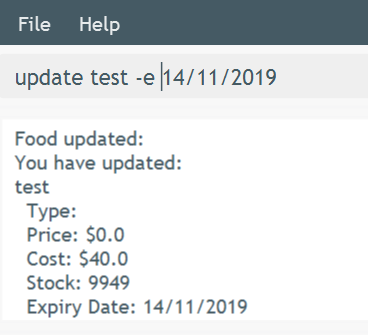 File Help
update test -e 14/11/2019
Food updated:
You have updated:
test
Type:
Price: $0.0
Cost: $40.0
Stock: 9949
Expiry Date: 14/11/2019